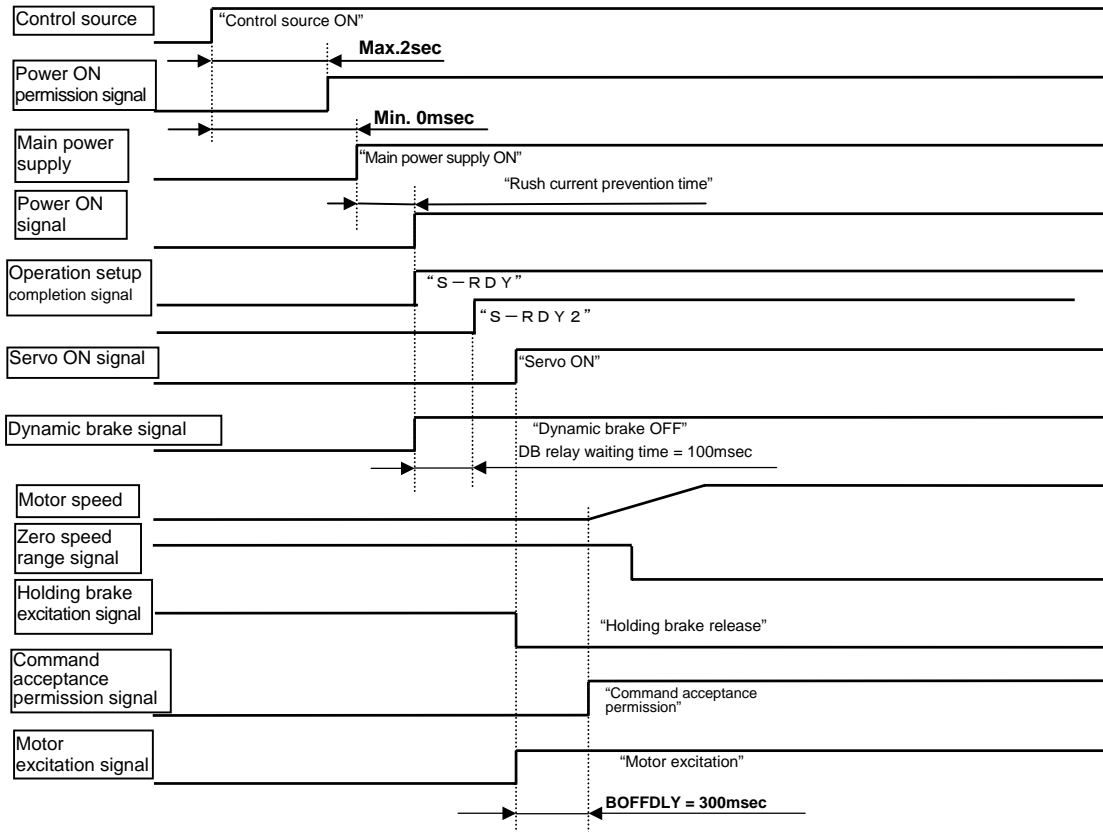 Control source
“Control source ON”
Max.2sec
Power ON
permission signal
Min. 0msec
Main power
supply
“Main power supply ON”
“Rush current prevention time”
Power ON
signal
Operation setup
completion signal
“Ｓ－ＲＤＹ”
“Ｓ－ＲＤＹ２”
Servo ON signal
“Servo ON”
Dynamic brake signal
“Dynamic brake OFF”
DB relay waiting time = 100msec
Motor speed
Zero speed
range signal
Holding brake
excitation signal
“Holding brake release”
Command
acceptance
permission signal
“Command acceptance
permission”
Motor
excitation signal
“Motor excitation”
BOFFDLY = 300msec